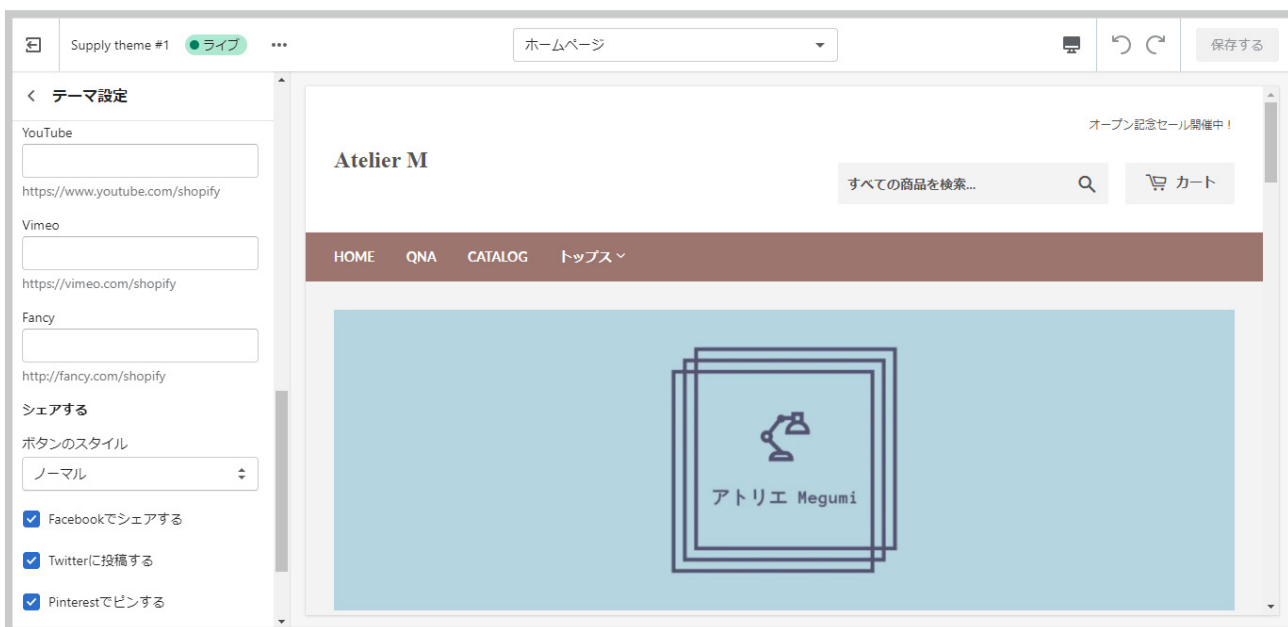 Supply theme #1
ライブ
ホームページ
保存する
テーマ設定
YouTube
https://www.youtube.com/shopify
Vimeo
https://vimeo.com/shopify
Fancy
http://fancy.com/shopify
シェアする
ボタンのスタイル
ノーマル
Facebookでシェアする
Twitterに投稿する
Pinterestでピンする
オープン記念セール開催中！
Atelier M
すべての商品を検索...
カート
HOME QNA CATALOG トップス
アトリエ Megumi